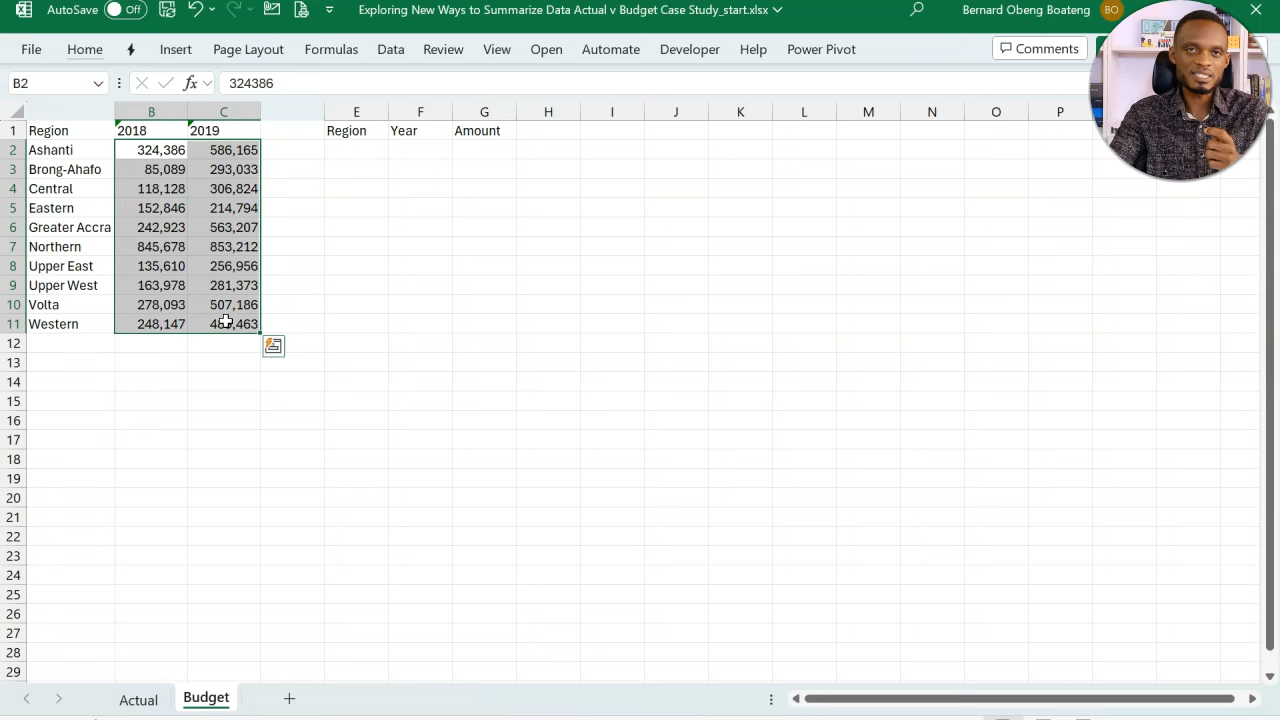 AutoSave Off Exploring New Ways to Summarize Data Actual v Budget Case Study_start.xlsx Bernard Obeng Boateng BO
File Home Insert Page Layout Formulas Data Review View Open Automate Developer Help Power Pivot Comments
B2 fx 324386
B C E F G H I J K L M N O P
1 Region 2018 2019 Region Year Amount
2 Ashanti 324,386 586,165
3 Brong-Ahafo 85,089 293,033
4 Central 118,128 306,824
5 Eastern 152,846 214,794
6 Greater Accra 242,923 563,207
7 Northern 845,678 853,212
8 Upper East 135,610 256,956
9 Upper West 163,978 281,373
10 Volta 278,093 507,186
11 Western 248,147
12
13
14
15
16
17
18
19
20
21
22
23
24
25
26
27
28
29
Actual Budget